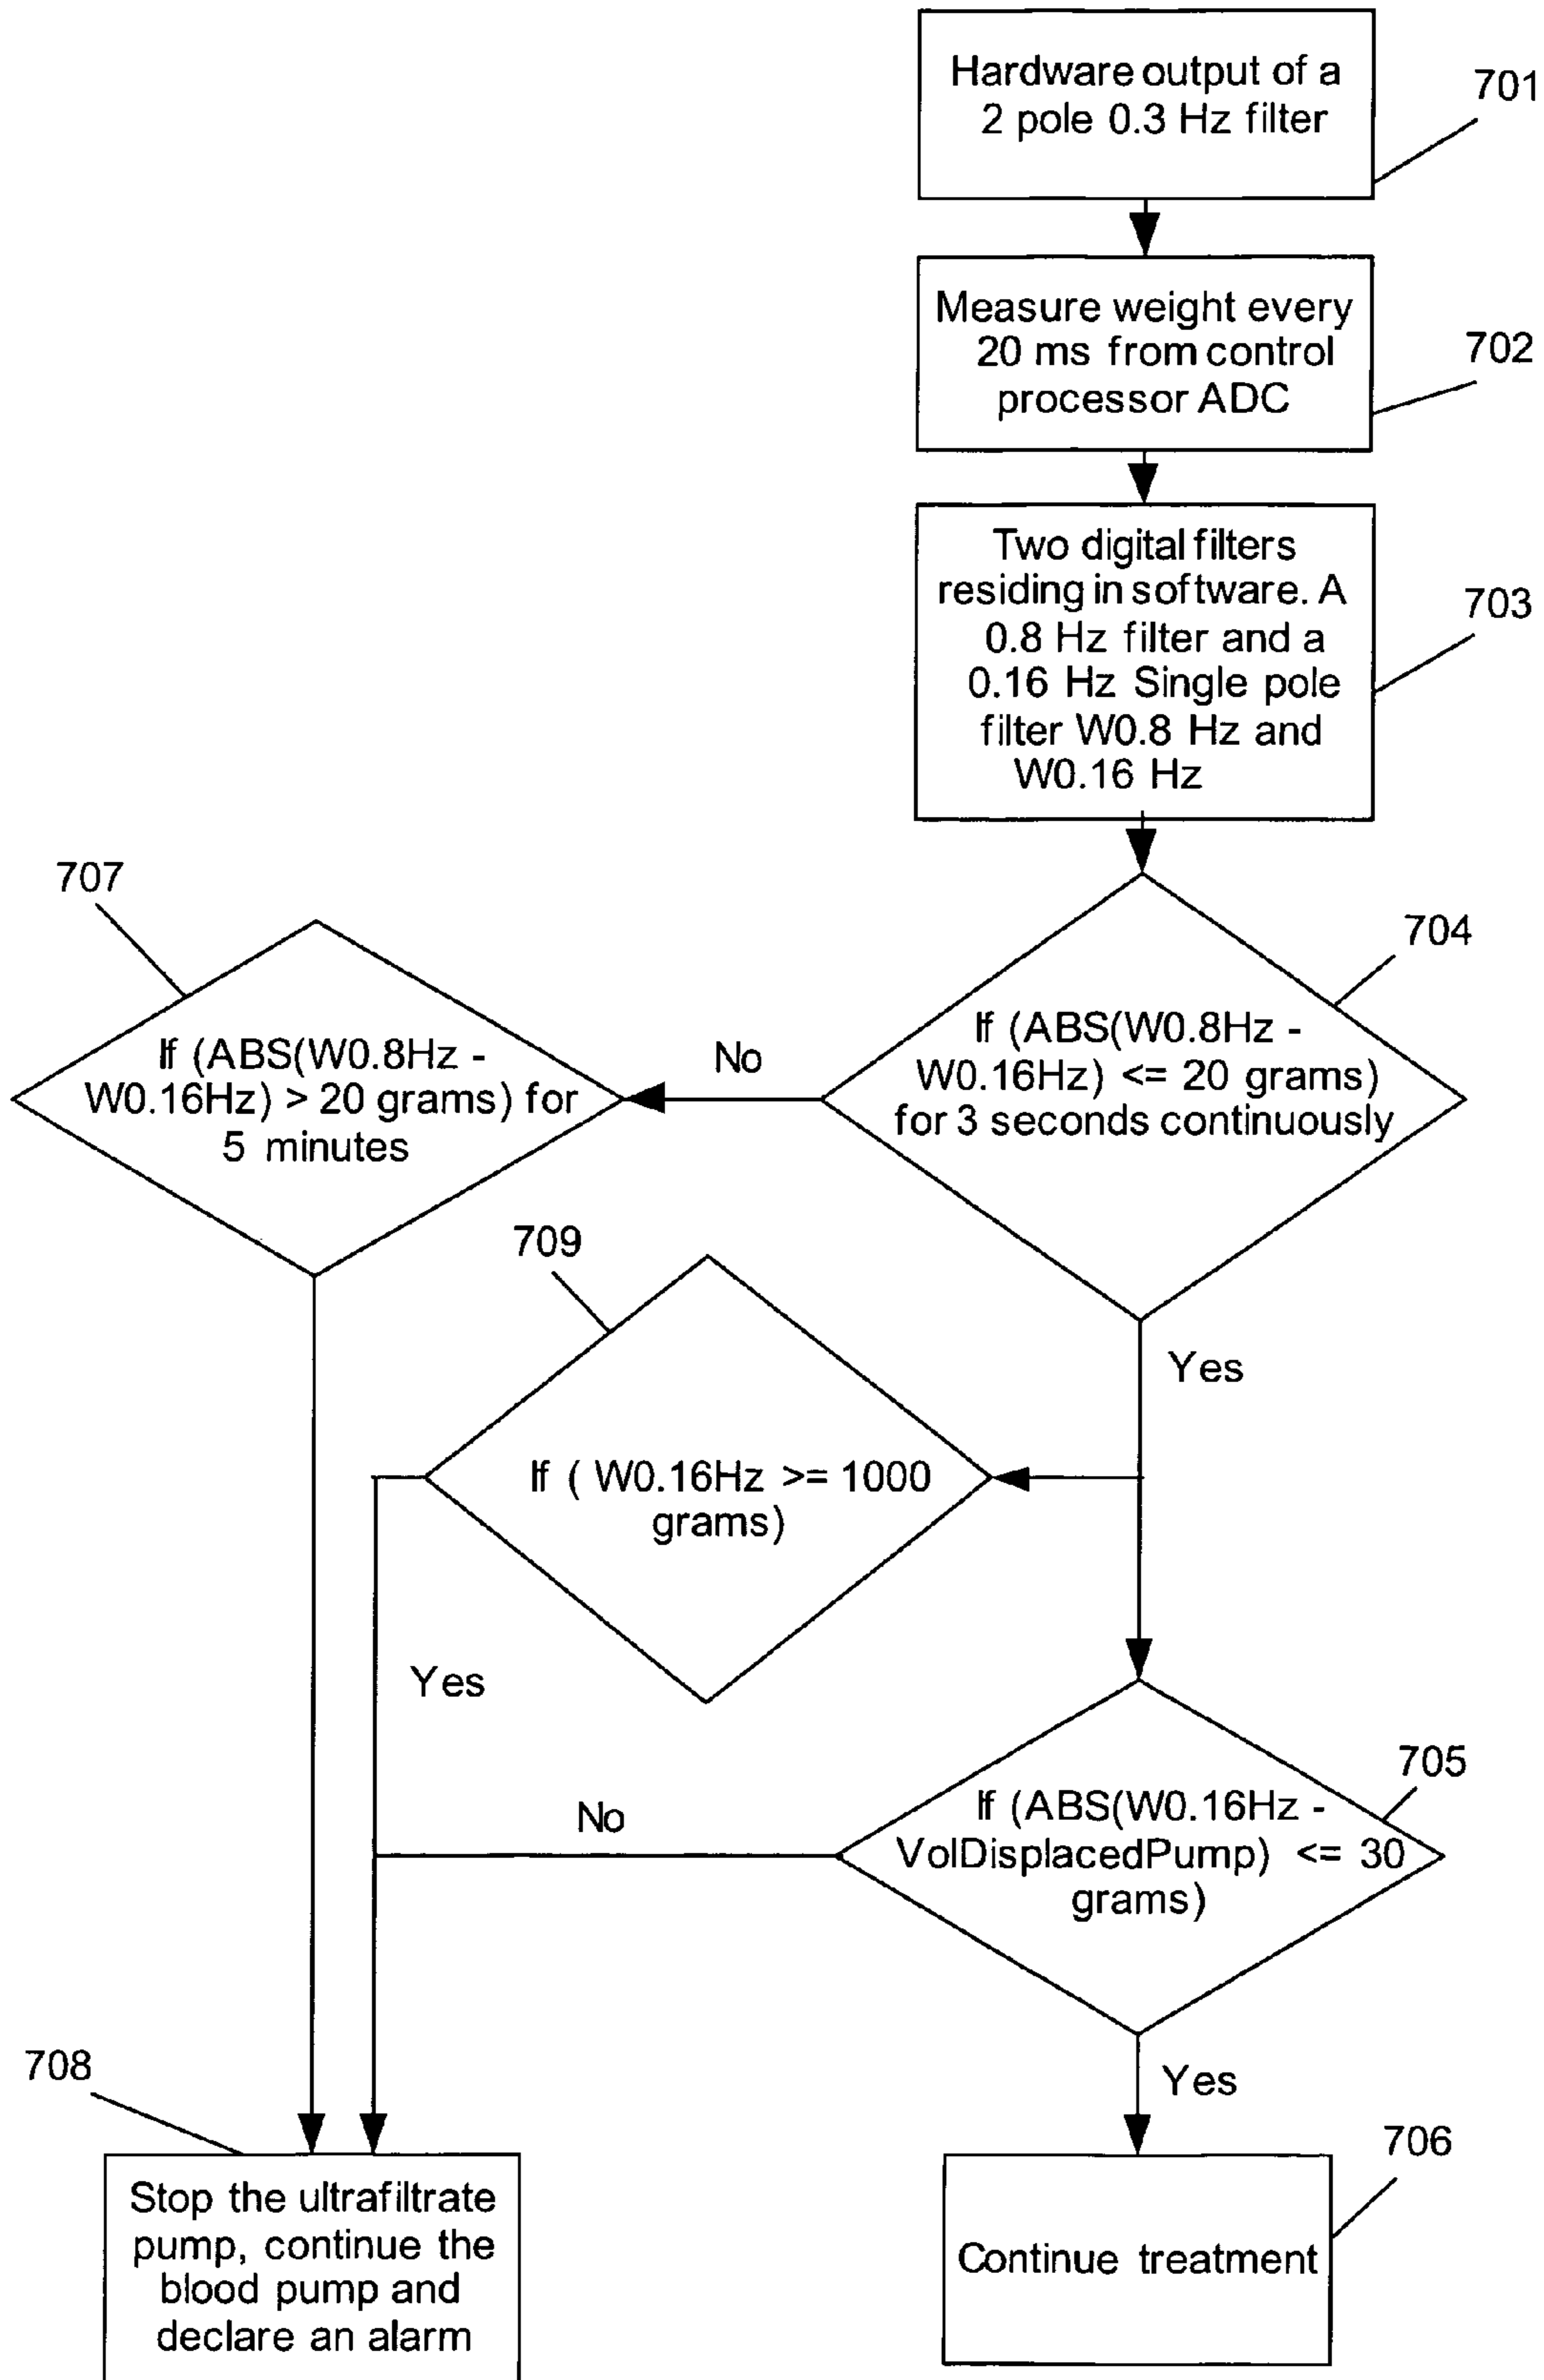 Hardware output of a
2 pole 0.3 Hz filter
701
Measure weight every
20 ms from control
processor ADC
702
Two digital filters
residing in software. A
0.8 Hz filter and a
0.16 Hz Single pole
filter W0.8 Hz and
W0.16 Hz
703
707
704
If (ABS(W0.8Hz -
W0.16Hz) > 20 grams) for
5 minutes
No
If (ABS(W0.8Hz -
W0.16Hz) <= 20 grams)
for 3 seconds continuously
709
Yes
If ( W0.16Hz >= 1000
grams)
Yes
705
No
If (ABS(W0.16Hz -
VolDisplacedPump) <= 30
grams)
708
Yes
706
Stop the ultrafiltrate
pump, continue the
blood pump and
declare an alarm
Continue treatment